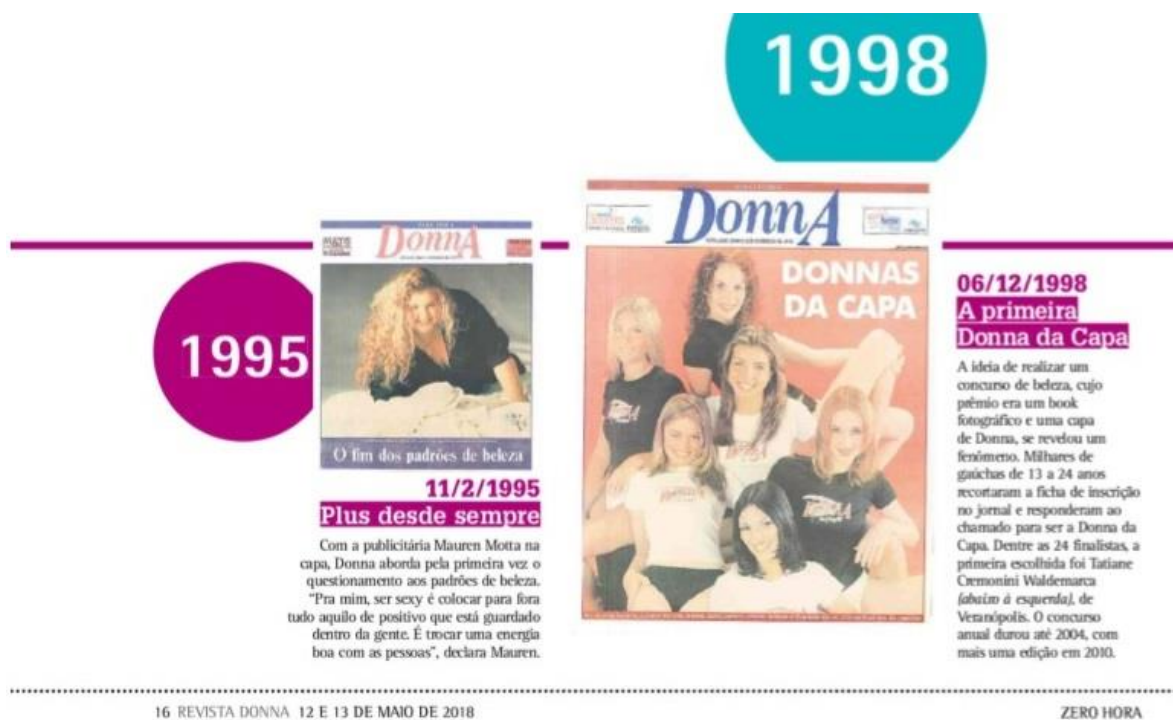 1998
1995
DonnA
O fim dos padrões de beleza
11/2/1995
Plus desde sempre
Com a publicitária Mauren Motta na
capa, Donna aborda pela primeira vez o
questionamento aos padrões de beleza.
"Pra mim, ser sexy é colocar para fora
tudo aquilo de positivo que está guardado
dentro da gente. É trocar uma energia
boa com as pessoas", declara Mauren.
DonnA
DONNAS
DA CAPA
06/12/1998
A primeira
Donna da Capa
A ideia de realizar um
concurso de beleza, cujo
prêmio era um book
fotográfico e uma capa
de Donna, se revelou um
fenômeno. Milhares de
gaúchas de 13 a 24 anos
recortaram a ficha de inscrição
no jornal e responderam ao
chamado para ser a Donna da
Capa. Dentre as 24 finalistas, a
primeira escolhida foi Tatiane
Cremonini Waldemarca
(abaixo à esquerda), de
Veranópolis. O concurso
anual durou até 2004, com
mais uma edição em 2010.
16 REVISTA DONNA 12 E 13 DE MAIO DE 2018
ZERO HORA